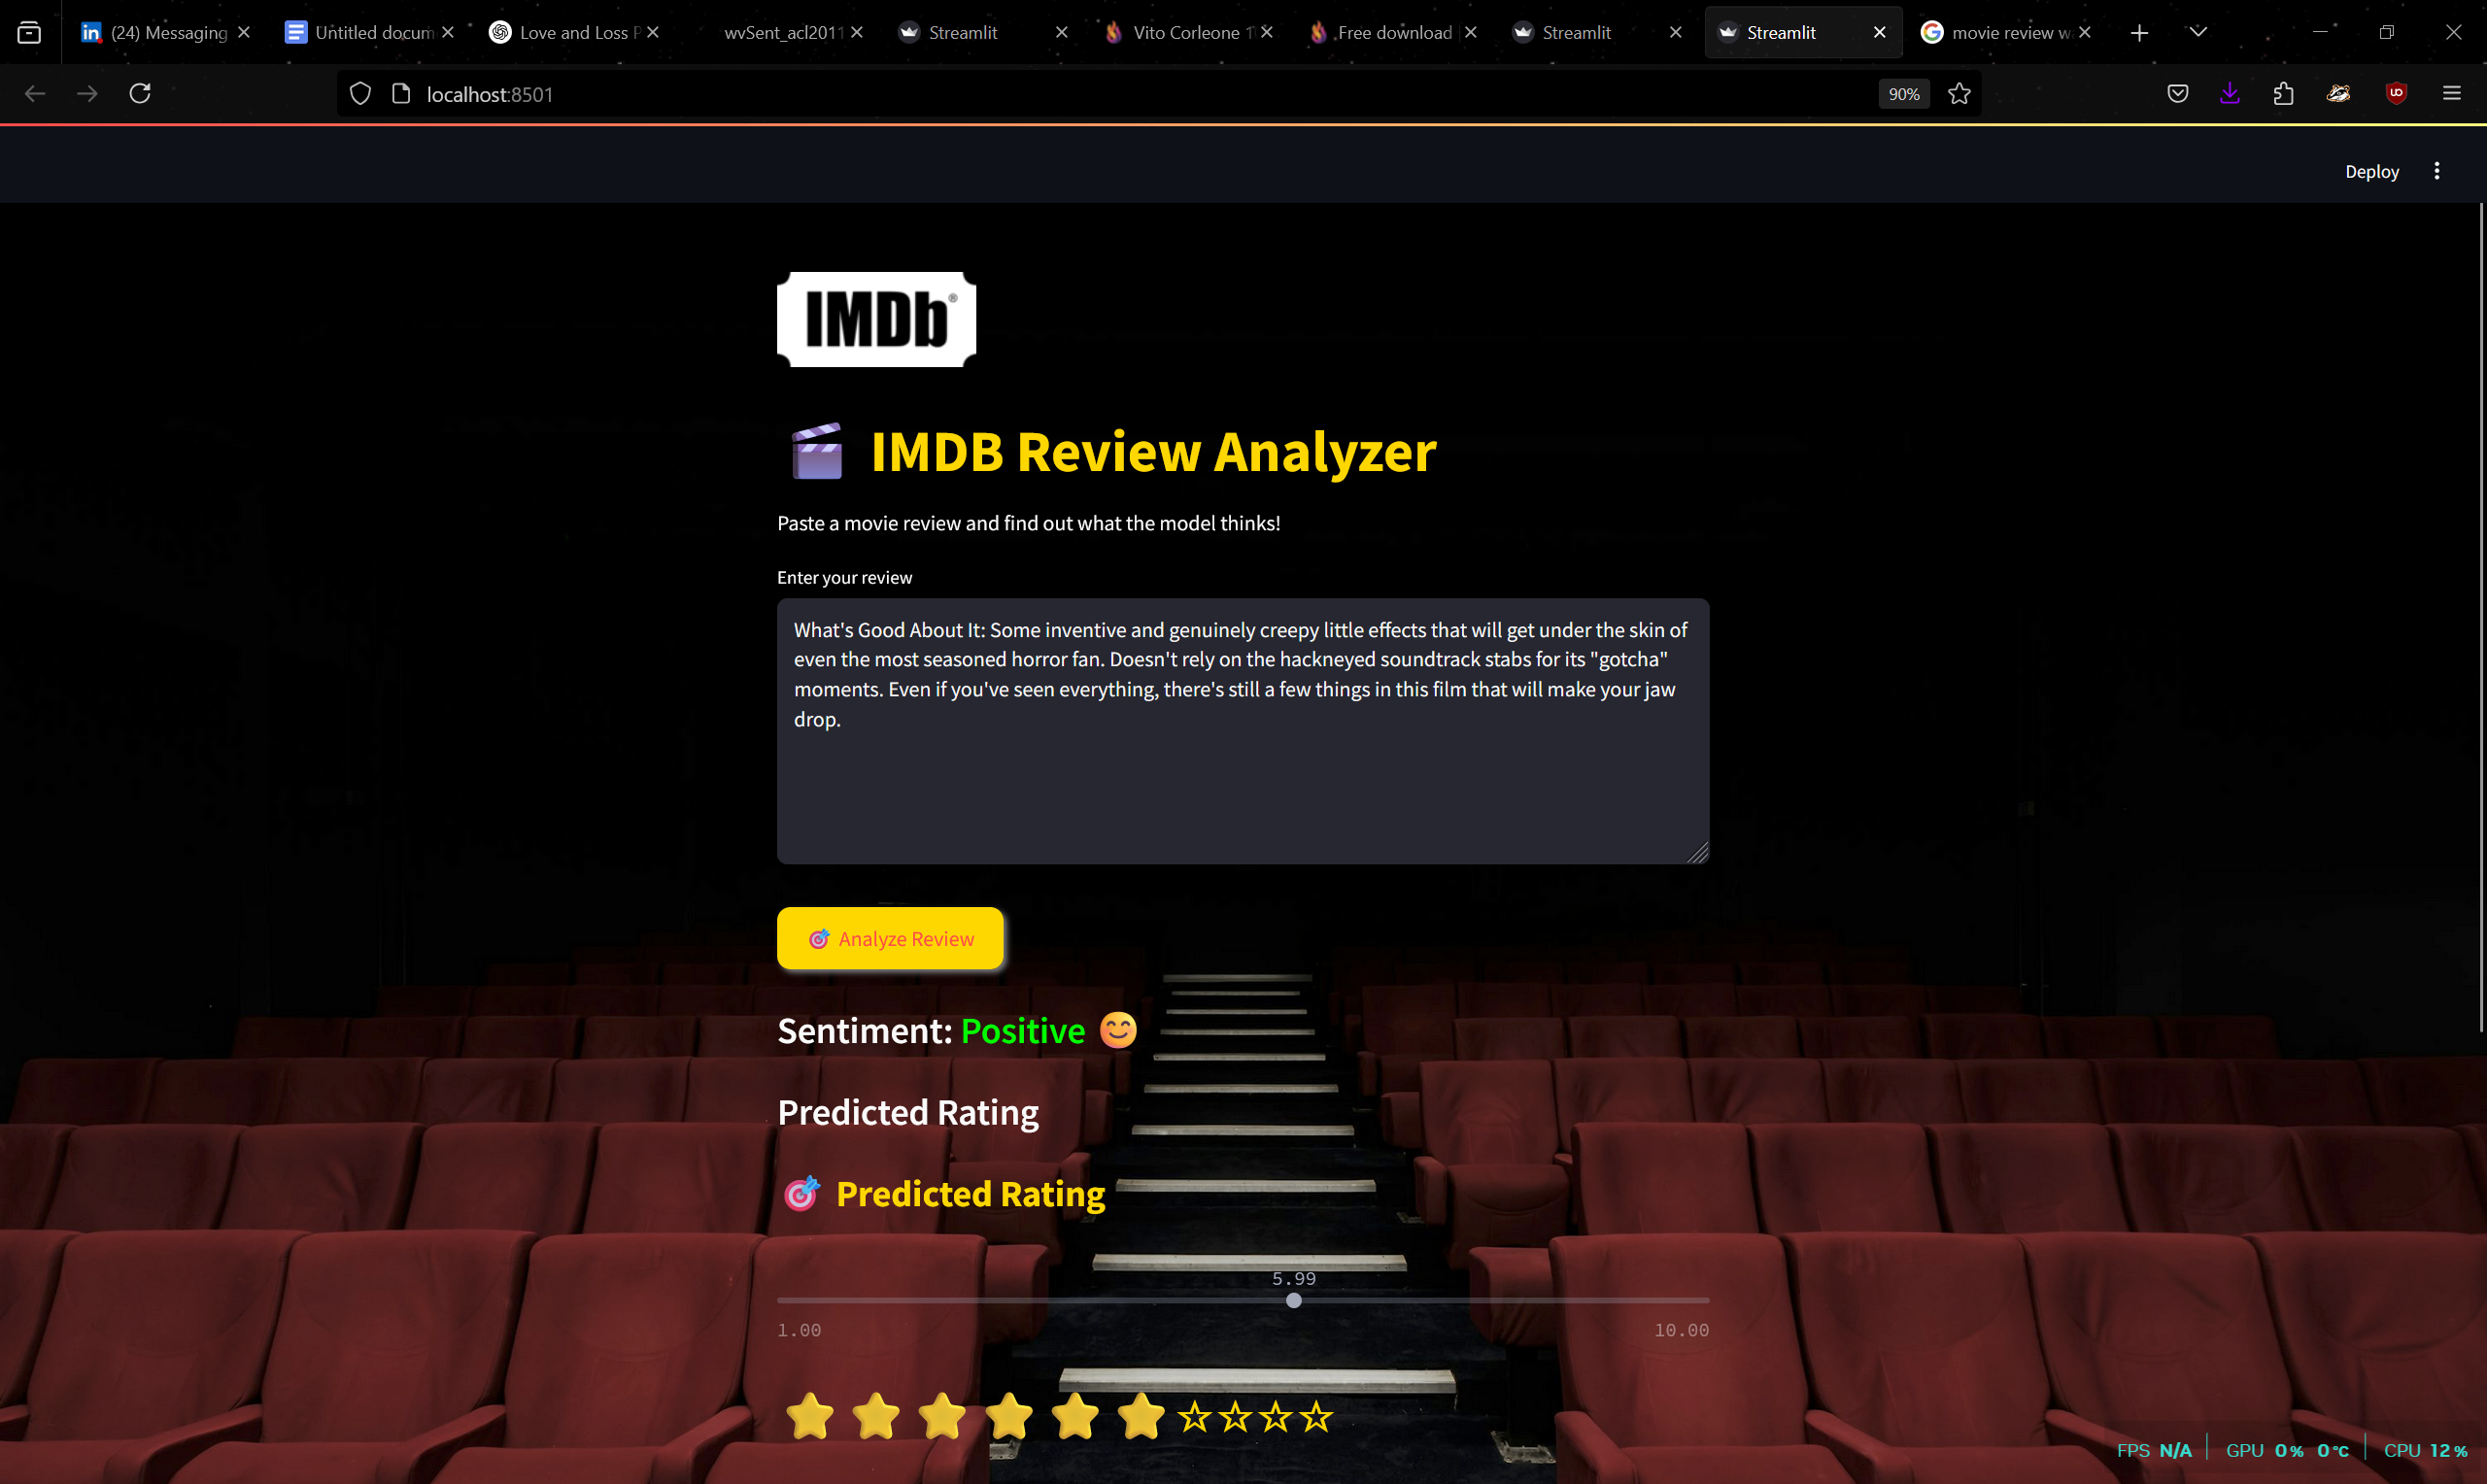 (24) Messaging
Untitled docum
Love and Loss P
wvSent_acl2011
Streamlit
Vito Corleone 1
Free download
Streamlit
Streamlit
movie review w
localhost:8501
90%
Deploy
IMDb®
IMDB Review Analyzer
Paste a movie review and find out what the model thinks!
Enter your review
What's Good About It: Some inventive and genuinely creepy little effects that will get under the skin of
even the most seasoned horror fan. Doesn't rely on the hackneyed soundtrack stabs for its "gotcha"
moments. Even if you've seen everything, there's still a few things in this film that will make your jaw
drop.
Analyze Review
Sentiment: Positive 😊
Predicted Rating
Predicted Rating
5.99
1.00 10.00
FPS N/A GPU 0% 0°C CPU 12%